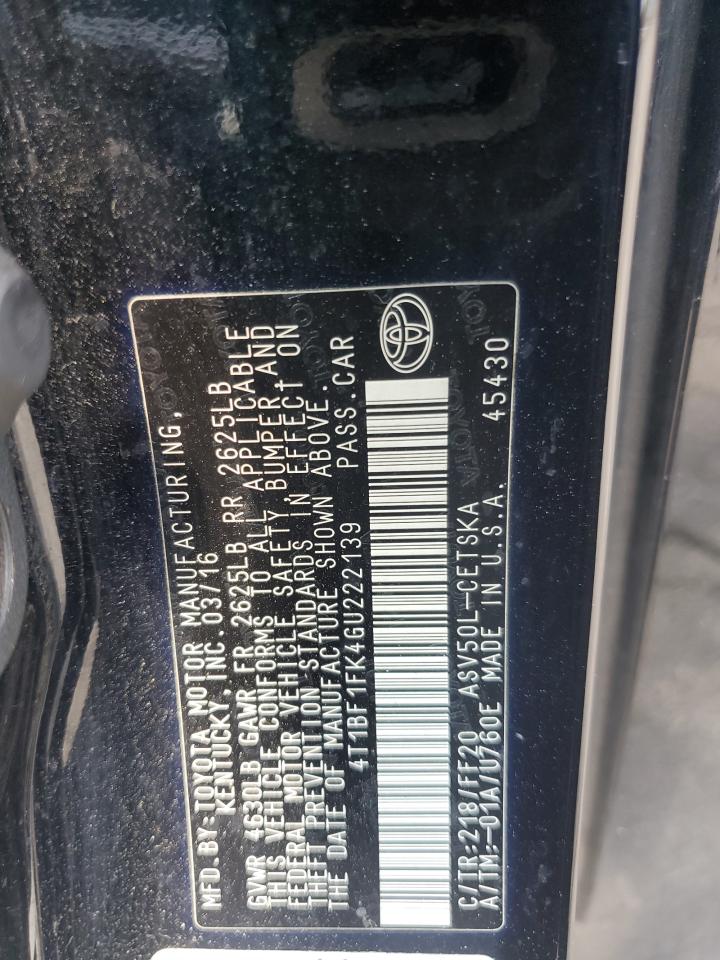 MFD.BY:TOYOTA MOTOR MANUFACTURING,
KENTUCKY, INC. 03/16
GVWR 4630LB GAWR FR 2625LB RR 2625LB
THIS VEHICLE CONFORMS TO ALL APPLICABLE
FEDERAL MOTOR VEHICLE SAFETY, BUMPER, AND
THEFT PREVENTION STANDARDS IN EFFECT ON
THE DATE OF MANUFACTURE SHOWN ABOVE.
4T1BF1FK4GU222139 PASS.CAR
C/TR:218/FE20 ASV50L-CETSKA
A/TM:-01A/U760E MADE IN U.S.A. 45430